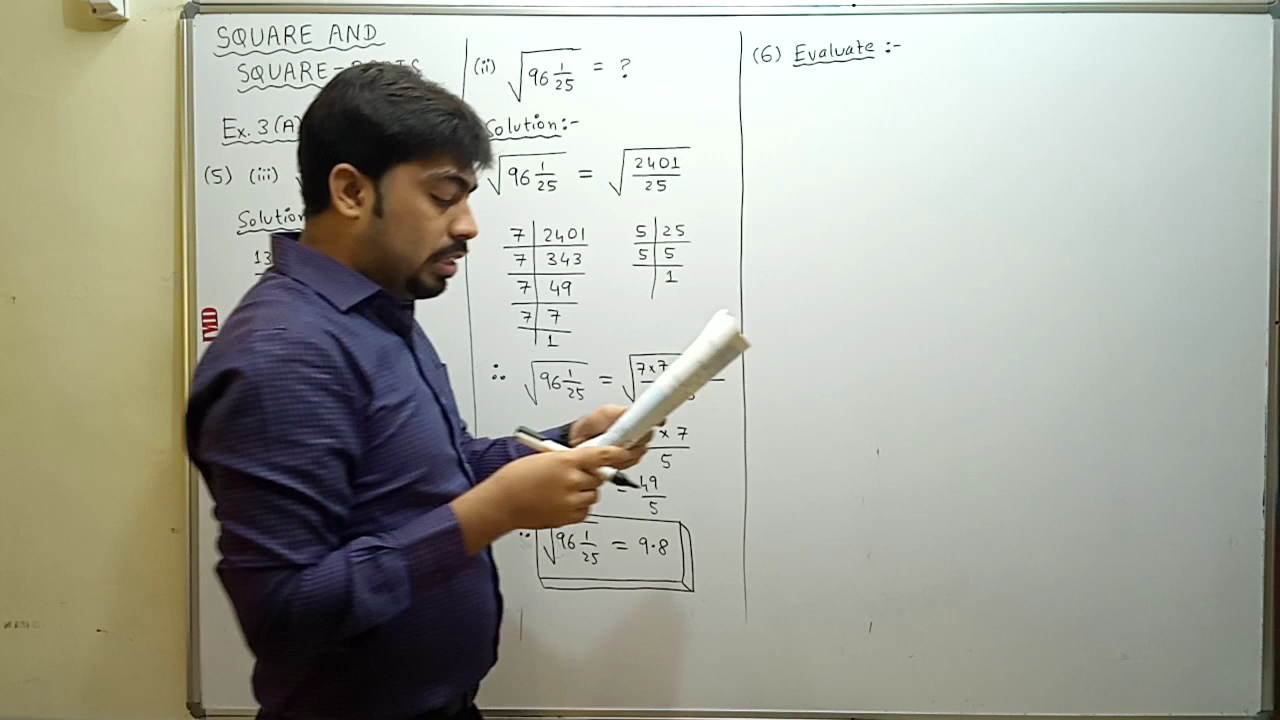 SQUARE AND
SQUARE-
Ex. 3(A)
(5) (iii)
Solution
13
(ii) √96 1/25 = ?
Solution:-
√96 1/25 = √2401/25
7 | 2401
7 | 343
7 | 49
7 | 7
1
5 | 25
5 | 5
1
∴ √96 1/25 = √7×7
× 7
5
= 49/5
∴ √96 1/25 = 9.8
(6) Evaluate :-